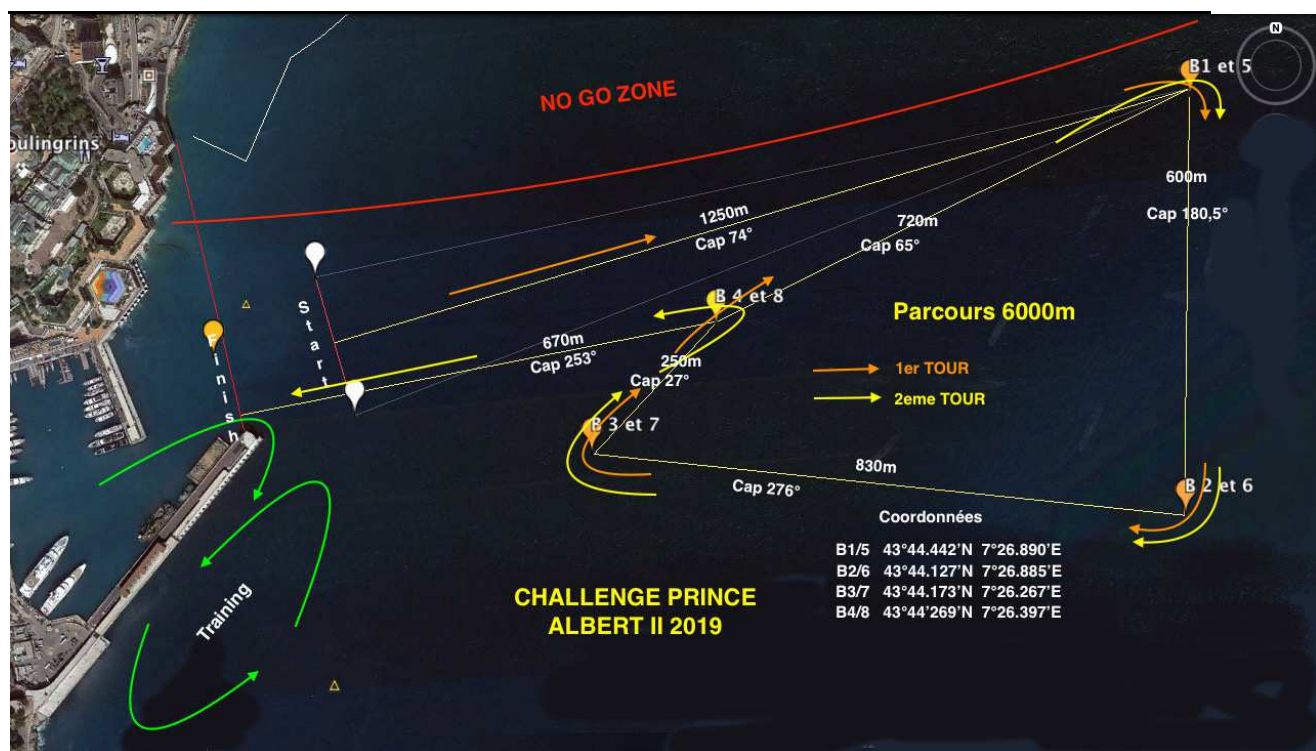 N
B1 et 5
NO GO ZONE
oulingrins
600m
Cap 180,5°
1250m
Cap 74°
720m
Cap 65°
B 4 et 8
Start
Finish
Parcours 6000m
670m
Cap 253°
250m
Cap 27°
1er TOUR
2eme TOUR
B 3 et 7
830m
Cap 276°
B 2 et 6
Coordonnées
B1/5 43°44.442'N 7°26.890'E
B2/6 43°44.127'N 7°26.885'E
B3/7 43°44.173'N 7°26.267'E
B4/8 43°44'269'N 7°26.397'E
CHALLENGE PRINCE
ALBERT II 2019
Training